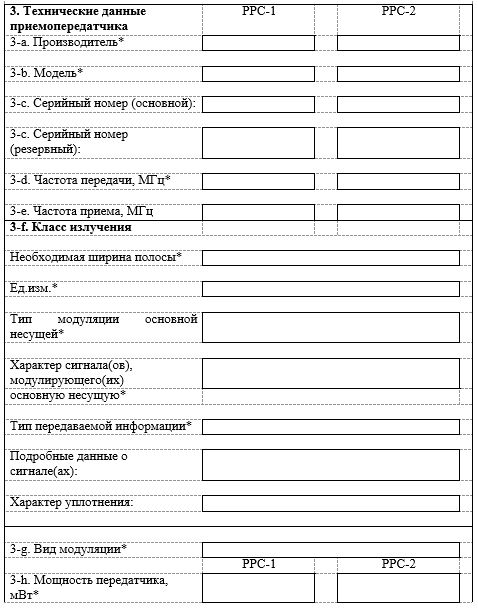 3. Технические данные РРС-1 РРС-2
приемопередатчика
3-a. Производитель*
3-b. Модель*
3-c. Серийный номер (основной):
3-c. Серийный номер
(резервный):
3-d. Частота передачи, МГц*
3-e. Частота приема, МГц
3-f. Класс излучения
Необходимая ширина полосы*
Ед.изм.*
Тип модуляции основной
несущей*
Характер сигнала(ов),
модулирующего(их)
основную несущую*
Тип передаваемой информации*
Подробные данные о
сигнале(ах):
Характер уплотнения:
3-g. Вид модуляции*
РРС-1 РРС-2
3-h. Мощность передатчика,
мВт*